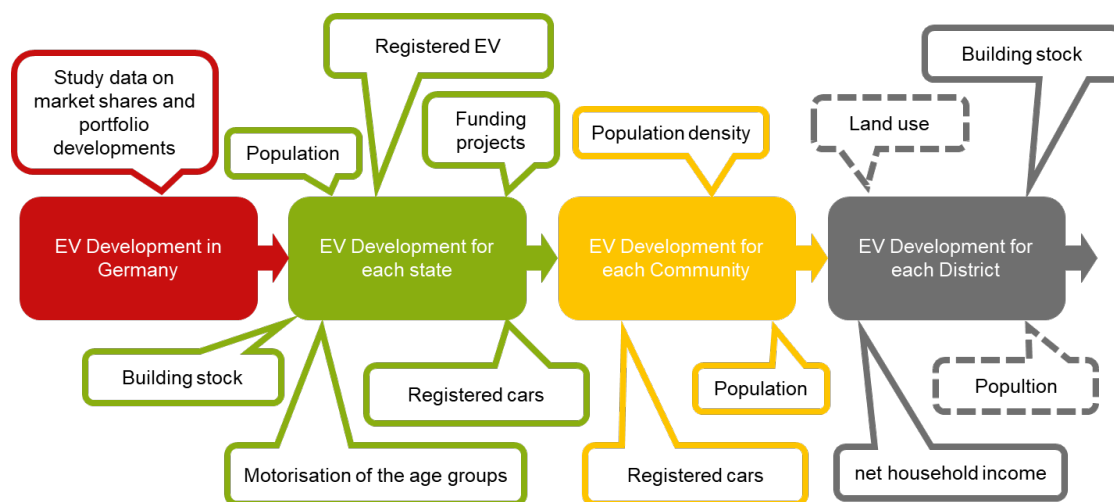 Study data on
market shares and
portfolio
developments
Population
Registered EV
Funding
projects
Population density
Land use
Building stock
EV Development in
Germany
EV Development for
each state
EV Development for
each Community
EV Development for
each District
Building stock
Motorisation of the age groups
Registered cars
Registered cars
Population
net household income
Popultion